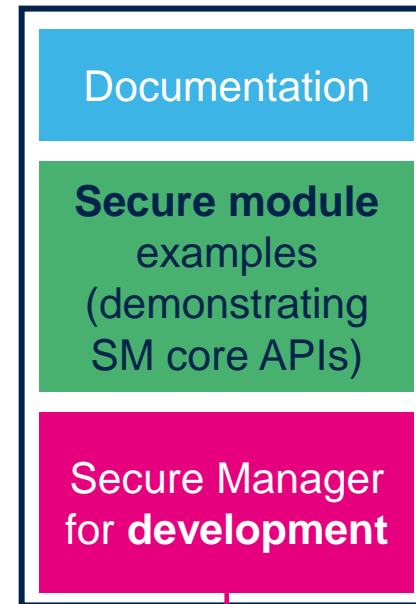 Documentation
Secure module
examples
(demonstrating
SM core APIs)
Secure Manager
for development